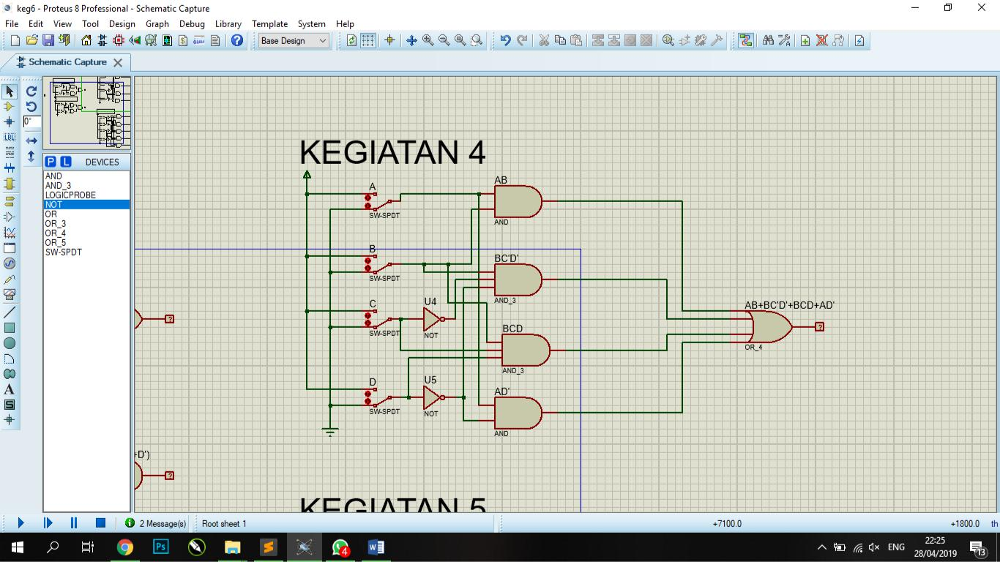 keg6 - Proteus 8 Professional - Schematic Capture
File Edit View Tool Design Graph Debug Library Template System Help
Base Design
Schematic Capture
0°
P L DEVICES
AND
AND_3
LOGICPROBE
NOT
OR
OR_3
OR_4
OR_5
SW-SPDT
LBL
A
S
KEGIATAN 4
A
SW-SPDT
AB
AND
B
SW-SPDT
BC'D'
AND_3
C
SW-SPDT
U4
NOT
BCD
AND_3
D
SW-SPDT
U5
NOT
AD'
AND
AB+BC'D'+BCD+AD'
OR_4
?
?
+D')
?
KEGIATAN 5
2 Message(s) Root sheet 1 +7100.0 +1800.0 th
Ps
4
W
ENG
22:25
28/04/2019
13